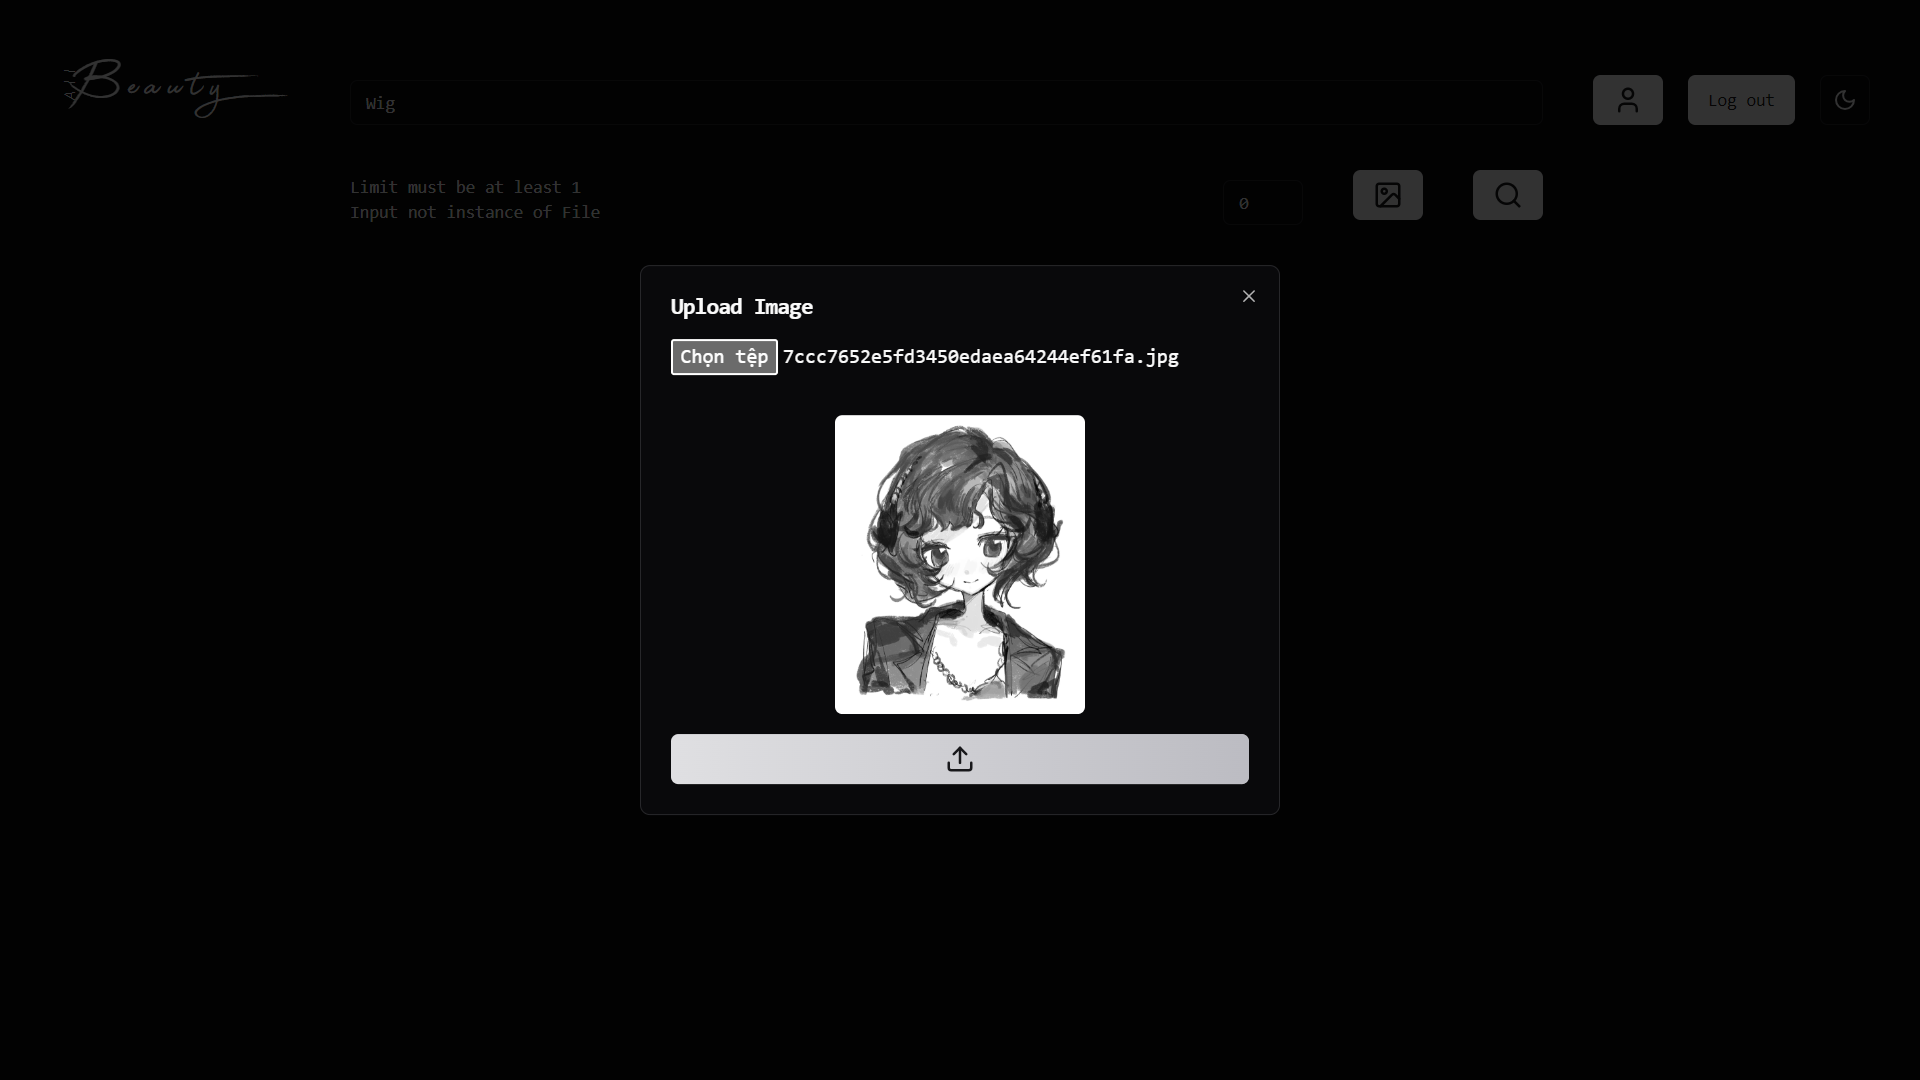 Beauty
Wig
Log out
Limit must be at least 1
Input not instance of File
0
Upload Image
Chọn tệp 7ccc7652e5fd3450edaea64244ef61fa.jpg